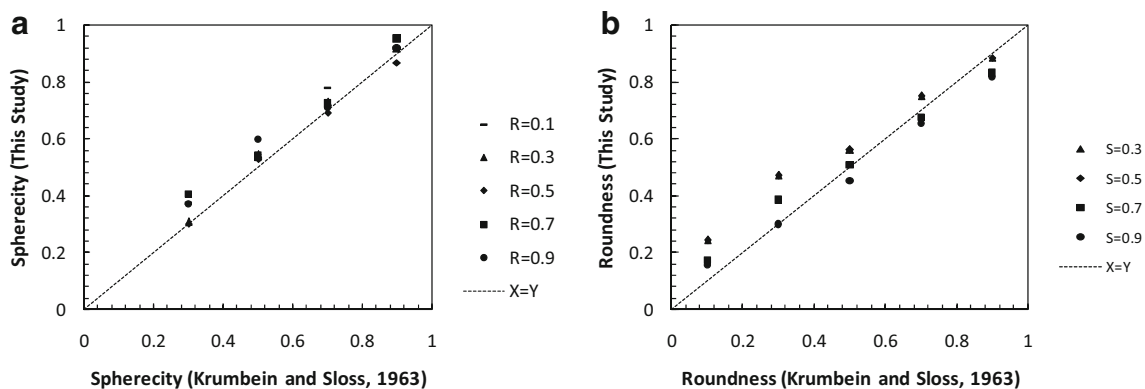 a
Spherecity (This Study)
1
0.8
0.6
0.4
0.2
0
0 0.2 0.4 0.6 0.8 1
Spherecity (Krumbein and Sloss, 1963)
R=0.1
R=0.3
R=0.5
R=0.7
R=0.9
X=Y
b
Roundness (This Study)
1
0.8
0.6
0.4
0.2
0
0 0.2 0.4 0.6 0.8 1
Roundness (Krumbein and Sloss, 1963)
S=0.3
S=0.5
S=0.7
S=0.9
X=Y